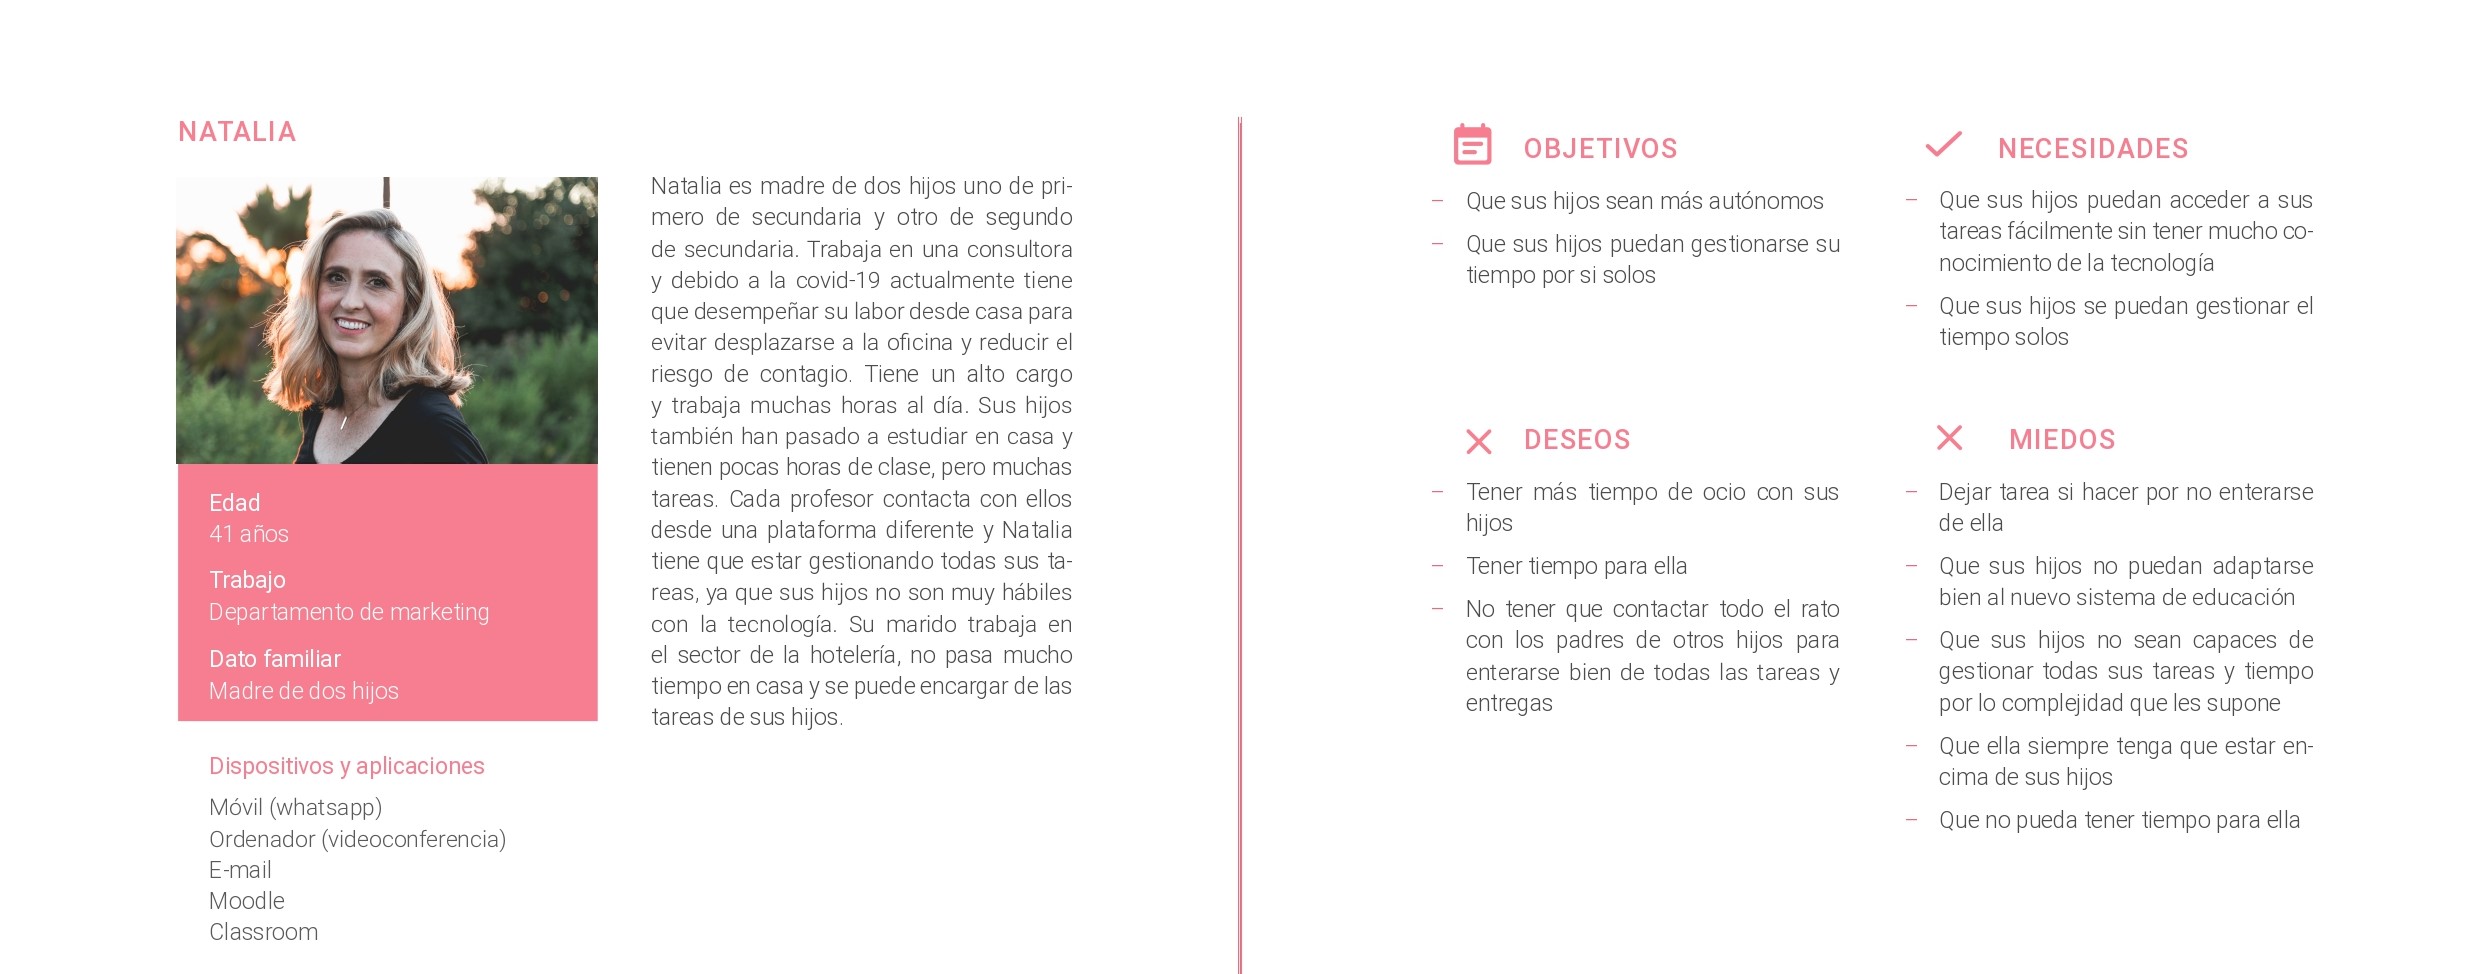 NATALIA
Natalia es madre de dos hijos uno de pri-
mero de secundaria y otro de segundo
de secundaria. Trabaja en una consultora
y debido a la covid-19 actualmente tiene
que desempeñar su labor desde casa para
evitar desplazarse a la oficina y reducir el
riesgo de contagio. Tiene un alto cargo
y trabaja muchas horas al día. Sus hijos
también han pasado a estudiar en casa y
tienen pocas horas de clase, pero muchas
tareas. Cada profesor contacta con ellos
desde una plataforma diferente y Natalia
tiene que estar gestionando todas sus ta-
reas, ya que sus hijos no son muy hábiles
con la tecnología. Su marido trabaja en
el sector de la hotelería, no pasa mucho
tiempo en casa y se puede encargar de las
tareas de sus hijos.
Edad
41 años
Trabajo
Departamento de marketing
Dato familiar
Madre de dos hijos
Dispositivos y aplicaciones
Móvil (whatsapp)
Ordenador (videoconferencia)
E-mail
Moodle
Classroom
OBJETIVOS
– Que sus hijos sean más autónomos
– Que sus hijos puedan gestionarse su
tiempo por si solos
NECESIDADES
– Que sus hijos puedan acceder a sus
tareas fácilmente sin tener mucho co-
nocimiento de la tecnología
– Que sus hijos se puedan gestionar el
tiempo solos
DESEOS
– Tener más tiempo de ocio con sus
hijos
– Tener tiempo para ella
– No tener que contactar todo el rato
con los padres de otros hijos para
enterarse bien de todas las tareas y
entregas
MIEDOS
– Dejar tarea si hacer por no enterarse
de ella
– Que sus hijos no puedan adaptarse
bien al nuevo sistema de educación
– Que sus hijos no sean capaces de
gestionar todas sus tareas y tiempo
por lo complejidad que les supone
– Que ella siempre tenga que estar en-
cima de sus hijos
– Que no pueda tener tiempo para ella